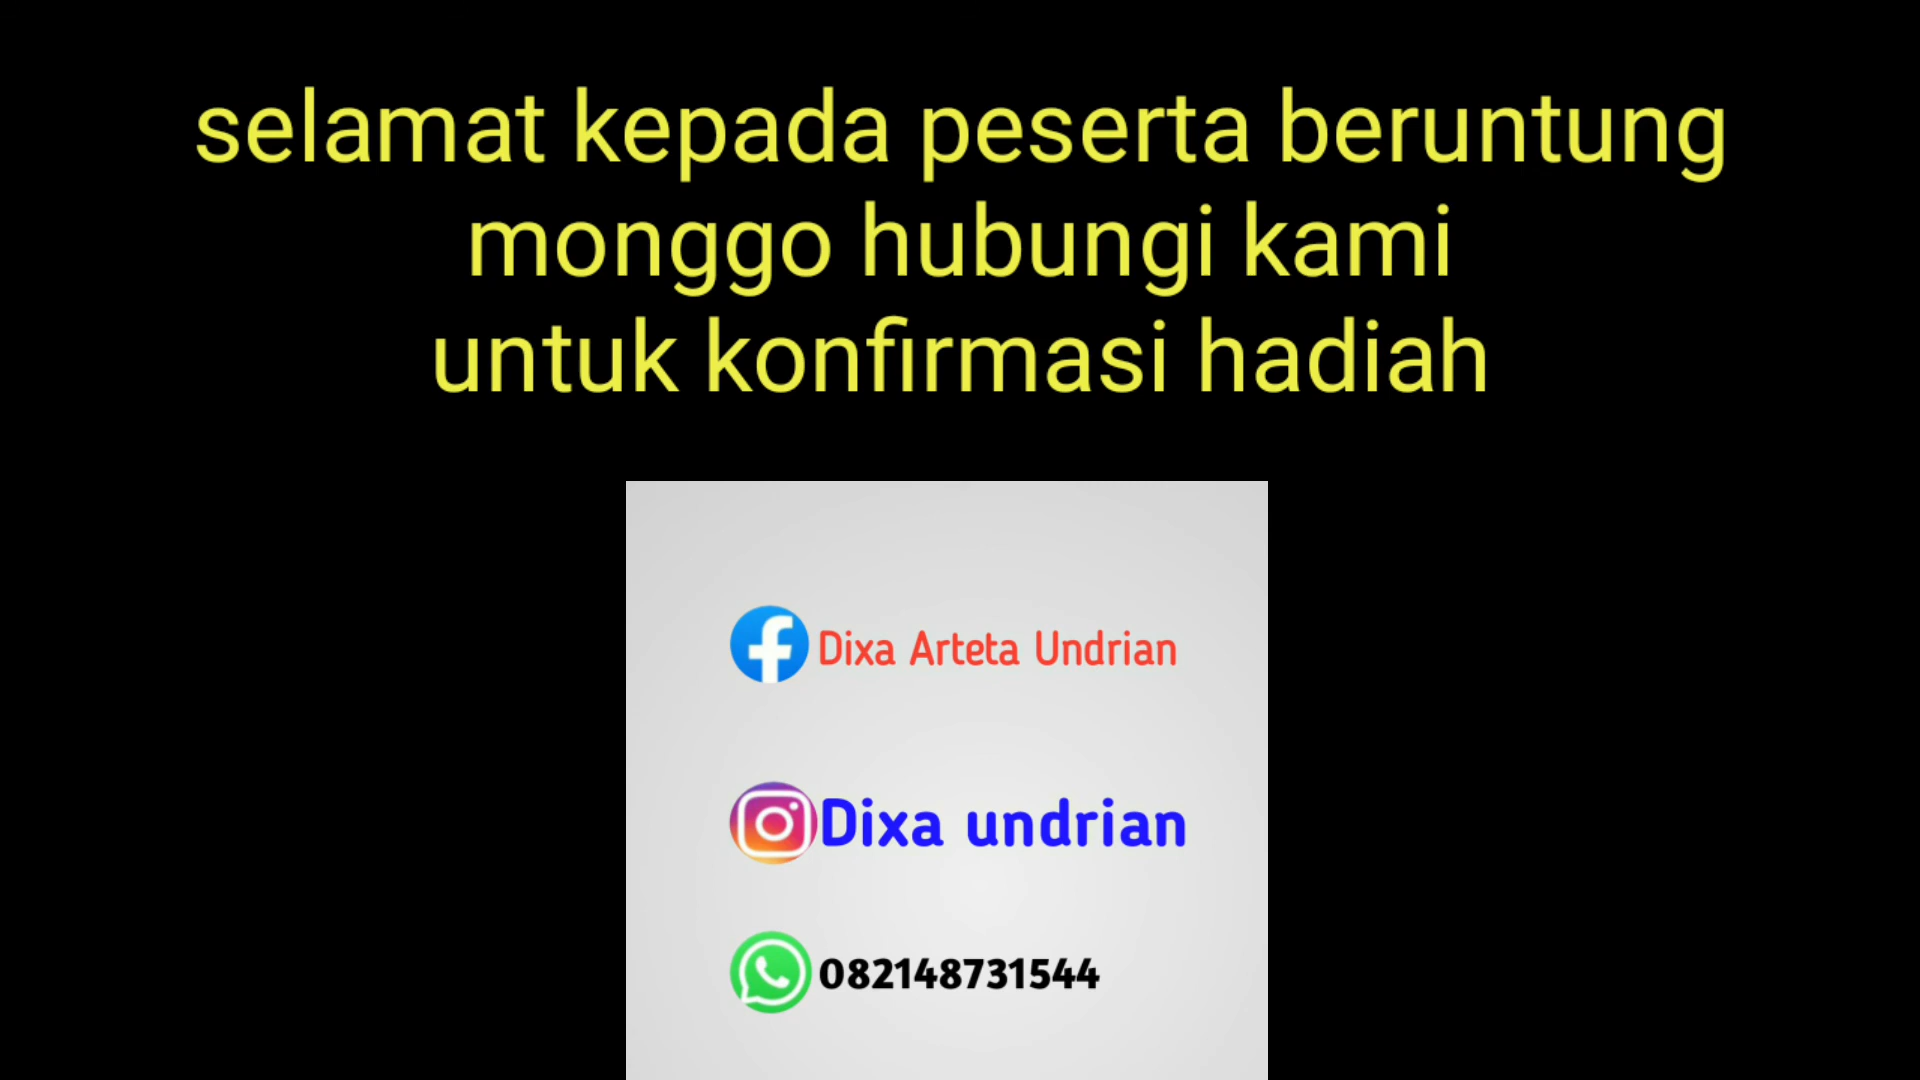 selamat kepada peserta beruntung
monggo hubungi kami
untuk konfirmasi hadiah
Dixa Arteta Undrian
Dixa undrian
082148731544